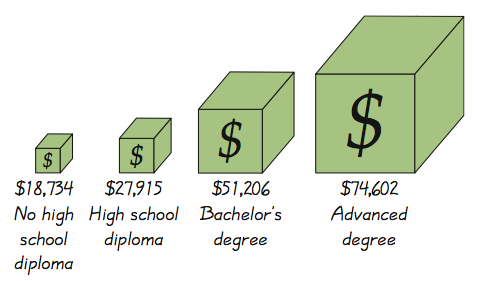 $ $ $ $
$18,734 $27,915 $51,206 $74,602
No high High school Bachelor's Advanced
school diploma degree degree
diploma